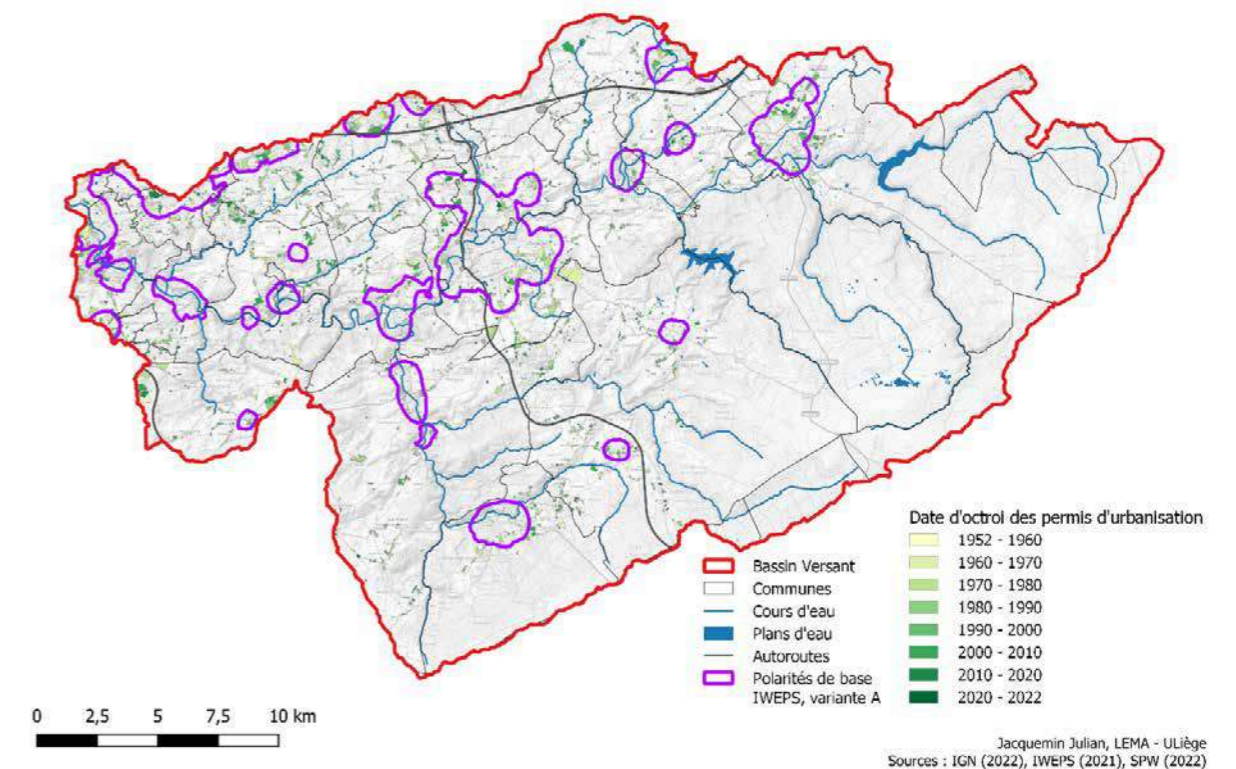 Date d'octroi des permis d'urbanisation
1952 - 1960
1960 - 1970
1970 - 1980
1980 - 1990
1990 - 2000
2000 - 2010
2010 - 2020
2020 - 2022
Bassin Versant
Communes
Cours d'eau
Plans d'eau
Autoroutes
Polarités de base
IWEPS, variante A
0 2,5 5 7,5 10 km
Jacquemin Julian, LEMA - ULiège
Sources : IGN (2022), IWEPS (2021), SPW (2022)